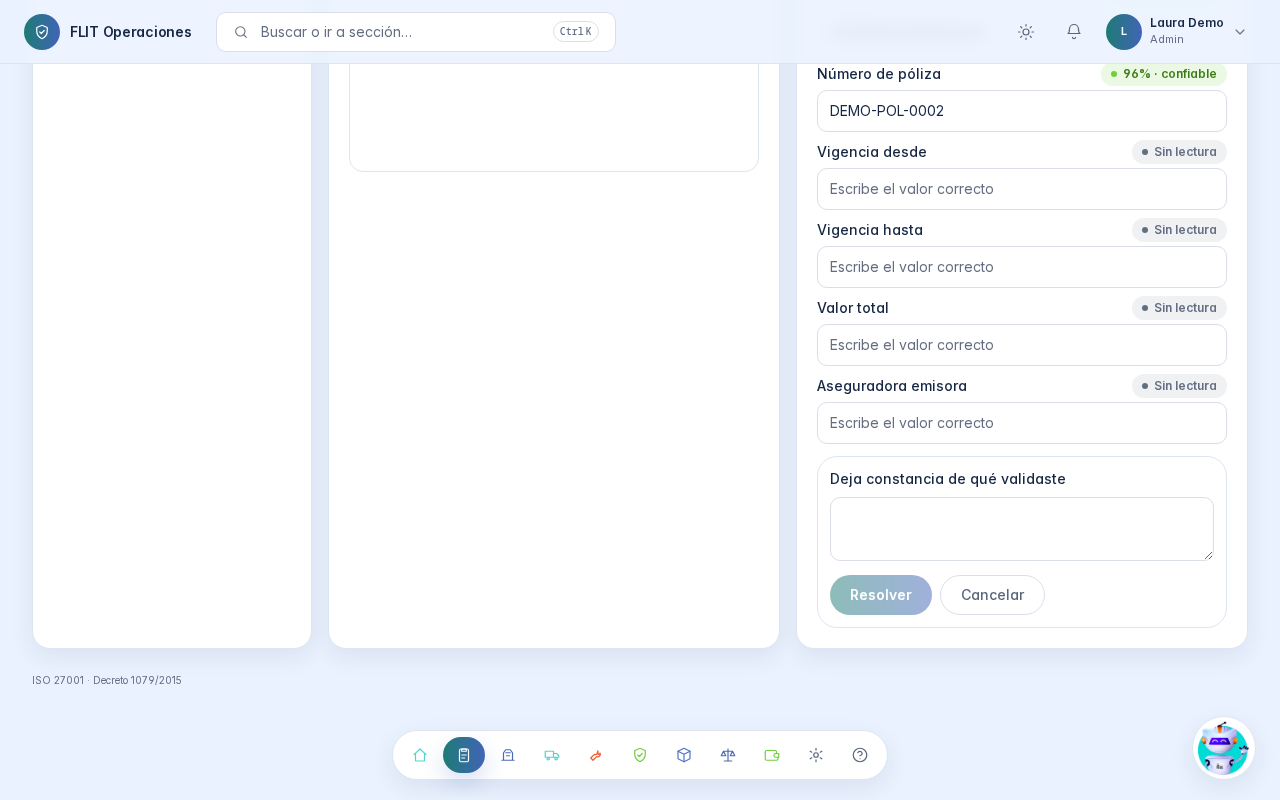 FLIT Operaciones
Buscar o ir a sección...
Ctrl K
L
Laura Demo
Admin
Número de póliza
96% · confiable
DEMO-POL-0002
Vigencia desde
Sin lectura
Escribe el valor correcto
Vigencia hasta
Sin lectura
Escribe el valor correcto
Valor total
Sin lectura
Escribe el valor correcto
Aseguradora emisora
Sin lectura
Escribe el valor correcto
Deja constancia de qué validaste
Resolver
Cancelar
ISO 27001 · Decreto 1079/2015